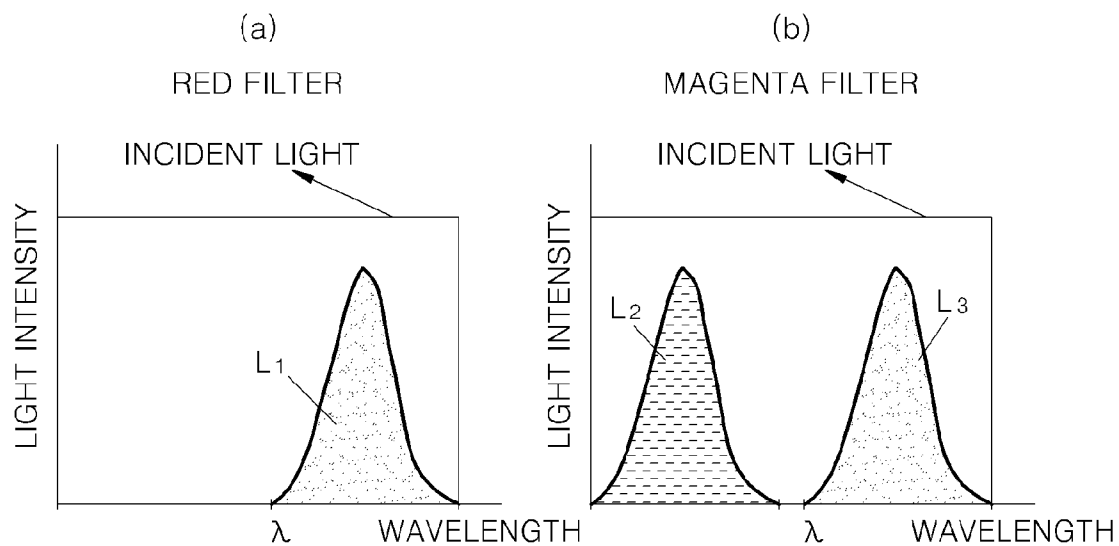 (a)
RED FILTER
INCIDENT LIGHT
LIGHT INTENSITY
L1
λ
WAVELENGTH
(b)
MAGENTA FILTER
INCIDENT LIGHT
LIGHT INTENSITY
L2
L3
λ
WAVELENGTH